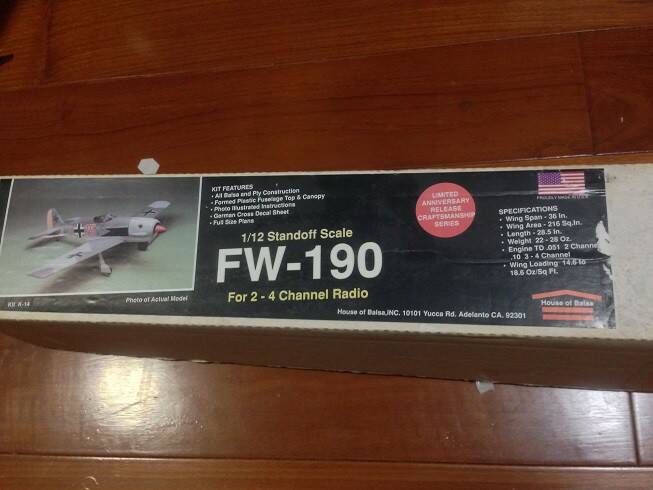 KIT FEATURES
• All Balsa and Ply Construction
• Formed Plastic Fuselage Top & Canopy
• Photo Illustrated Instructions
• German Cross Decal Sheet
• Full Size Plans
1/12 Standoff Scale
FW-190
For 2 - 4 Channel Radio
LIMITED
ANNIVERSARY
RELEASE
CRAFTSMANSHIP
SERIES
PROUDLY MADE IN U.S.A.
SPECIFICATIONS
• Wing Span - 36 in.
• Wing Area - 216 Sq.In.
• Length - 28.5 in.
• Weight 22 - 28 Oz.
• Engine TD .051 2 Channe
.10 3 - 4 Channel
• Wing Loading 14.6 to
18.6 Oz/Sq Ft.
House of Balsa
Kit K-14
Photo of Actual Model
House of Balsa,INC. 10101 Yucca Rd. Adelanto CA. 92301